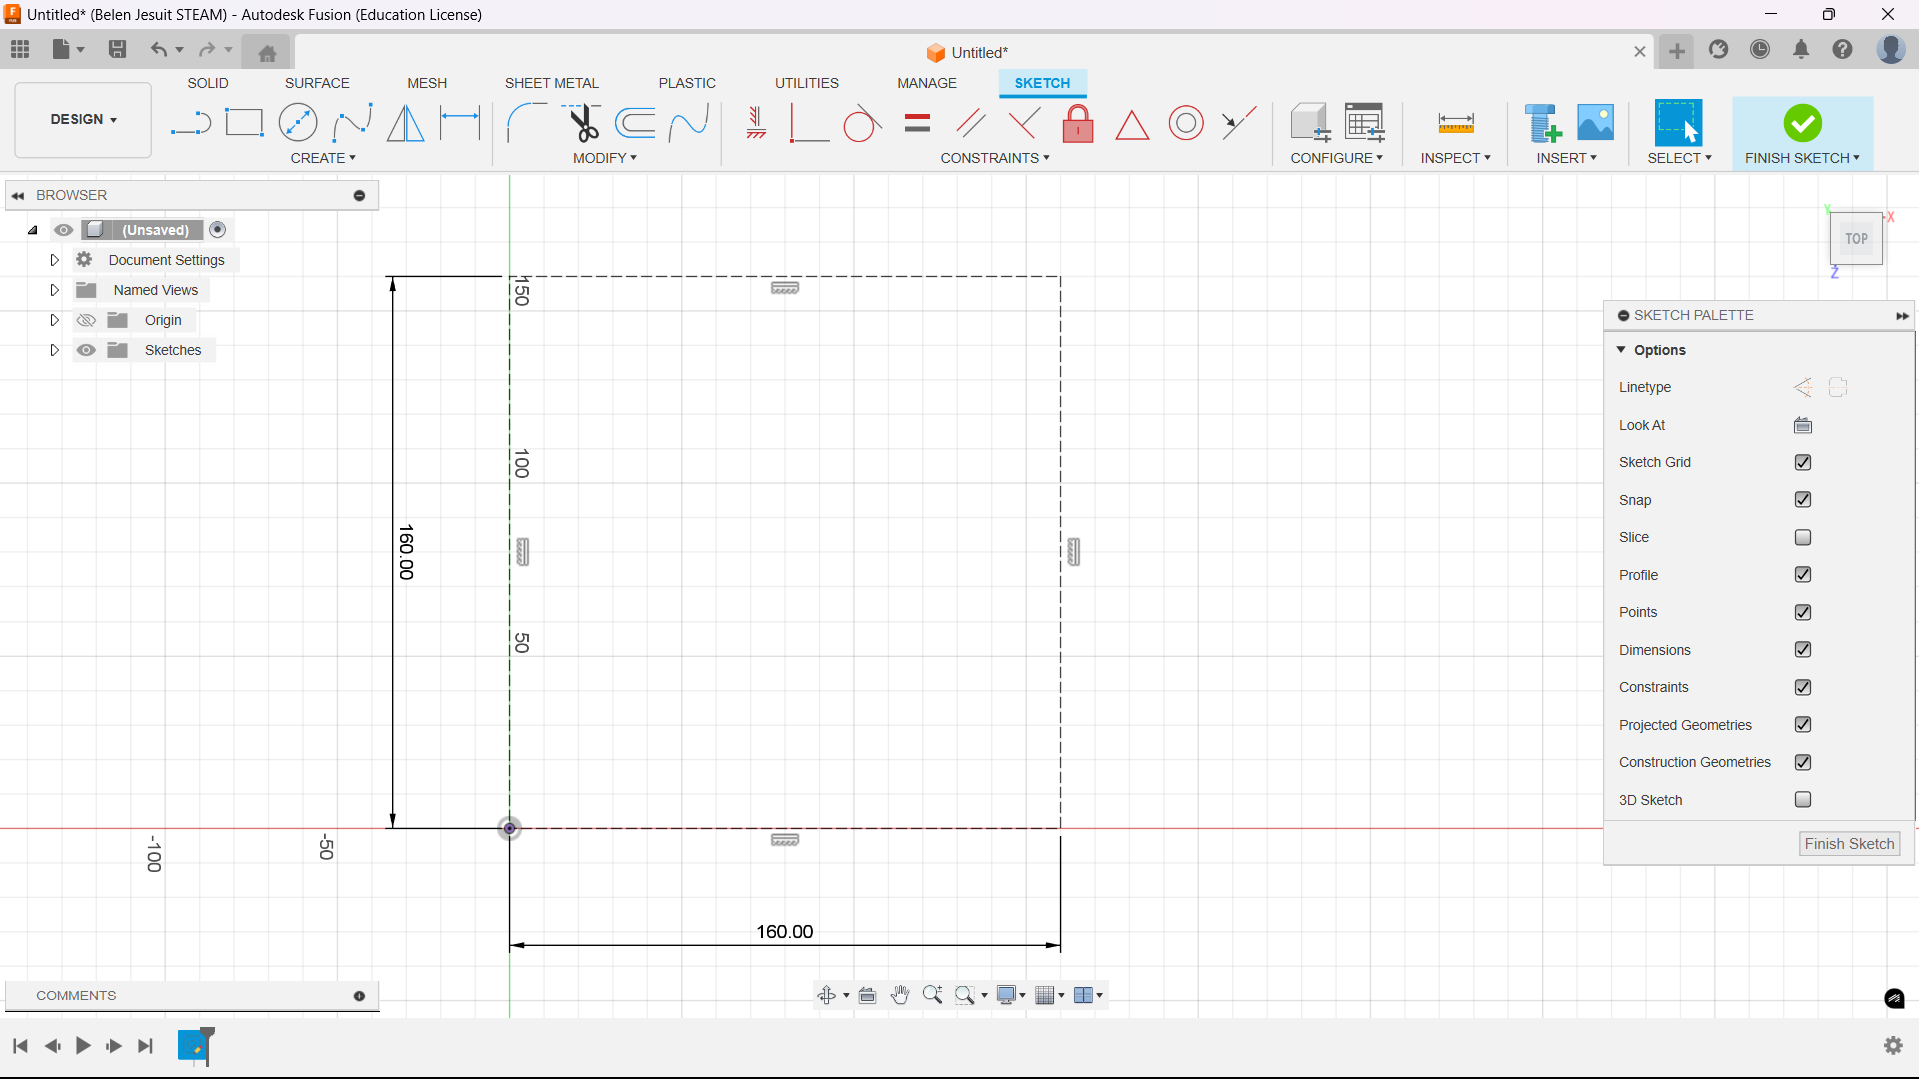 Untitled* (Belen Jesuit STEAM) - Autodesk Fusion (Education License)
Untitled*
SOLID SURFACE MESH SHEET METAL PLASTIC UTILITIES MANAGE SKETCH
DESIGN
CREATE MODIFY CONSTRAINTS CONFIGURE INSPECT INSERT SELECT FINISH SKETCH
BROWSER
(Unsaved)
Document Settings
Named Views
Origin
Sketches
Y
X
TOP
Z
150
100
160.00
50
-100
-50
160.00
SKETCH PALETTE
Options
Linetype
Look At
Sketch Grid
Snap
Slice
Profile
Points
Dimensions
Constraints
Projected Geometries
Construction Geometries
3D Sketch
Finish Sketch
COMMENTS